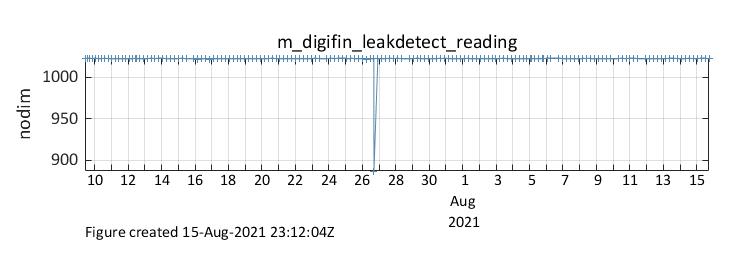 m_digifin_leakdetect_reading
nodim
1000
950
900
10 12 14 16 18 20 22 24 26 28 30 1 3 5 7 9 11 13 15
Aug
2021
Figure created 15-Aug-2021 23:12:04Z